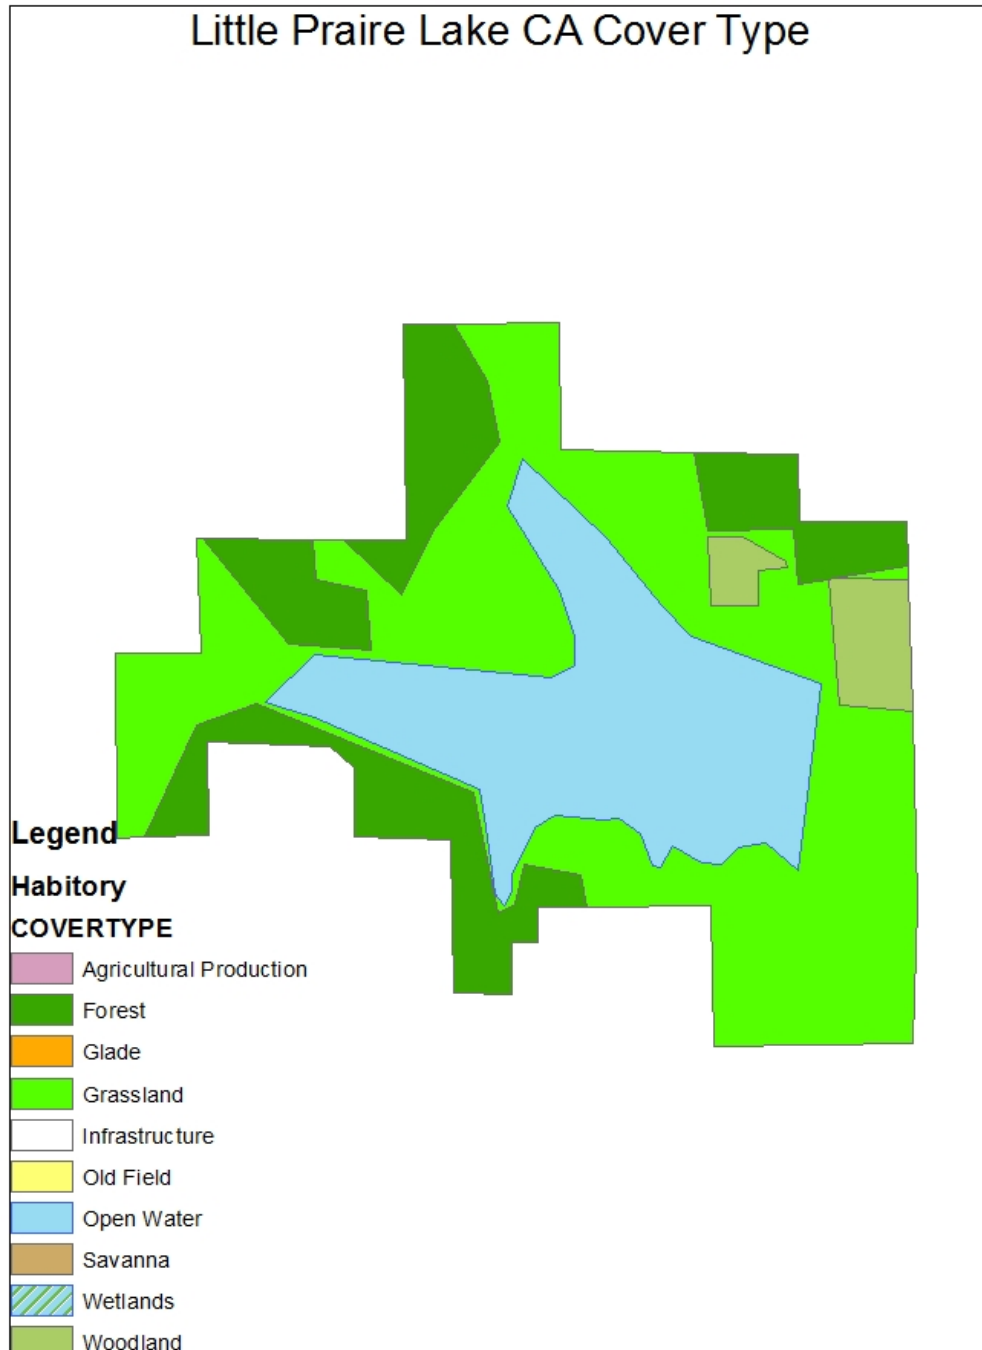 Little Praire Lake CA Cover Type
Legend
Habitory
COVERTYPE
Agricultural Production
Forest
Glade
Grassland
Infrastructure
Old Field
Open Water
Savanna
Wetlands
Woodland